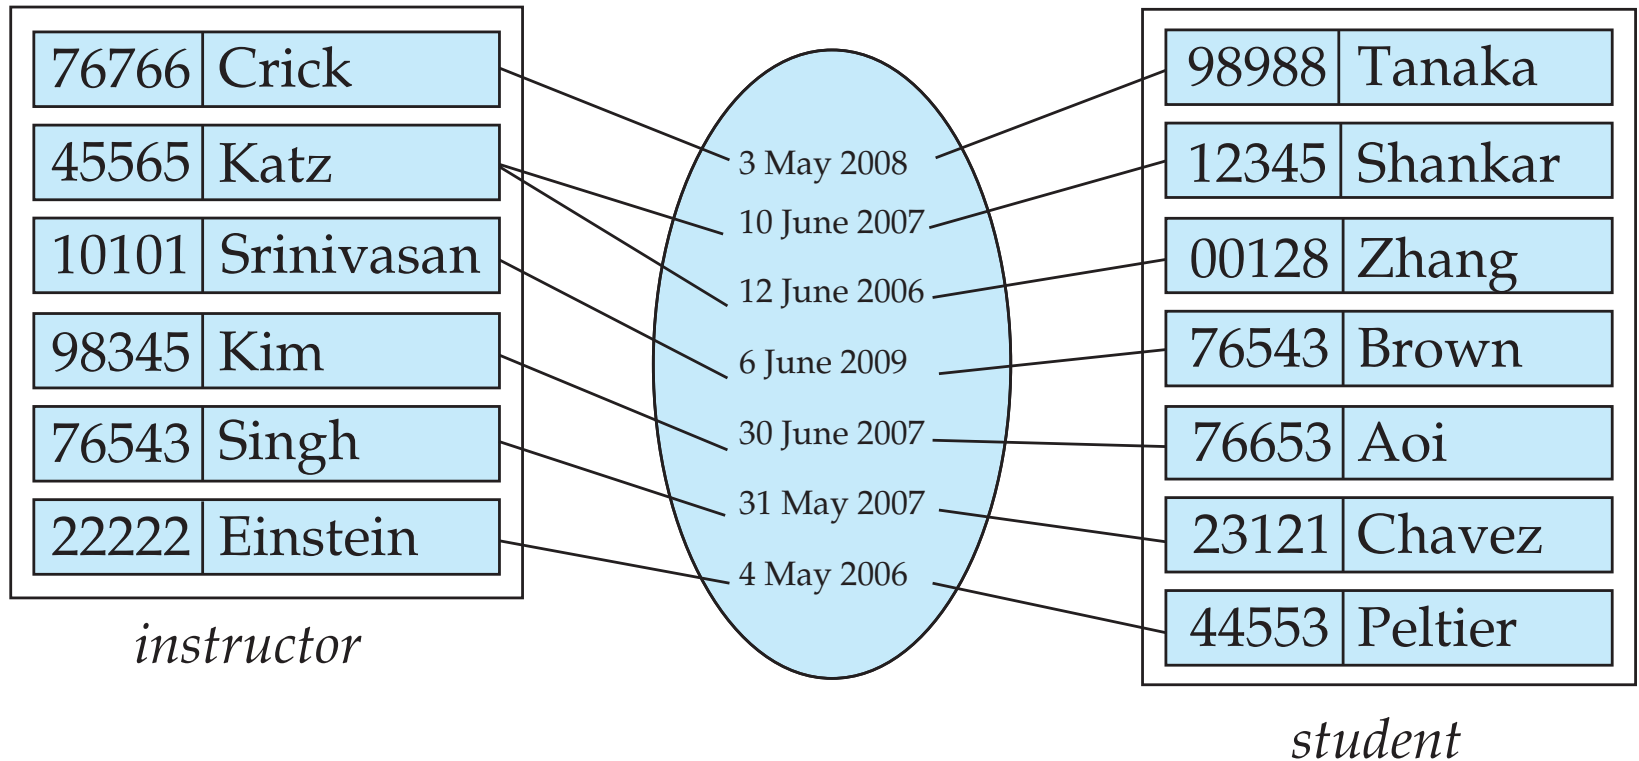 76766 Crick
45565 Katz
10101 Srinivasan
98345 Kim
76543 Singh
22222 Einstein
instructor
3 May 2008
10 June 2007
12 June 2006
6 June 2009
30 June 2007
31 May 2007
4 May 2006
98988 Tanaka
12345 Shankar
00128 Zhang
76543 Brown
76653 Aoi
23121 Chavez
44553 Peltier
student